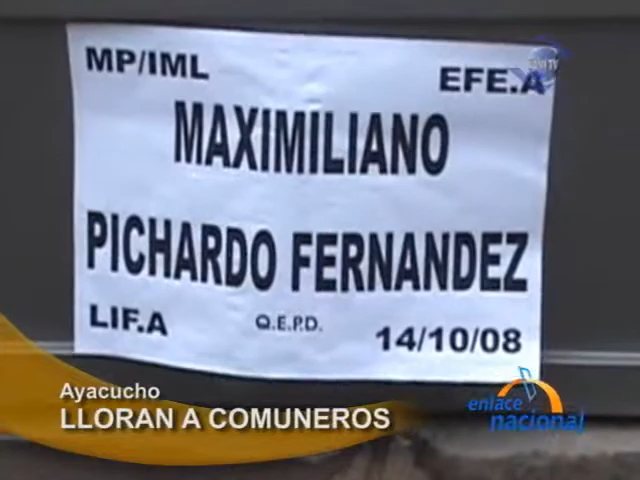 MP/IML
EFE.A
MAXIMILIANO
PICHARDO FERNANDEZ
LIF.A
Q.E.P.D.
14/10/08
Ayacucho
LLORAN A COMUNEROS
enlace
nacional